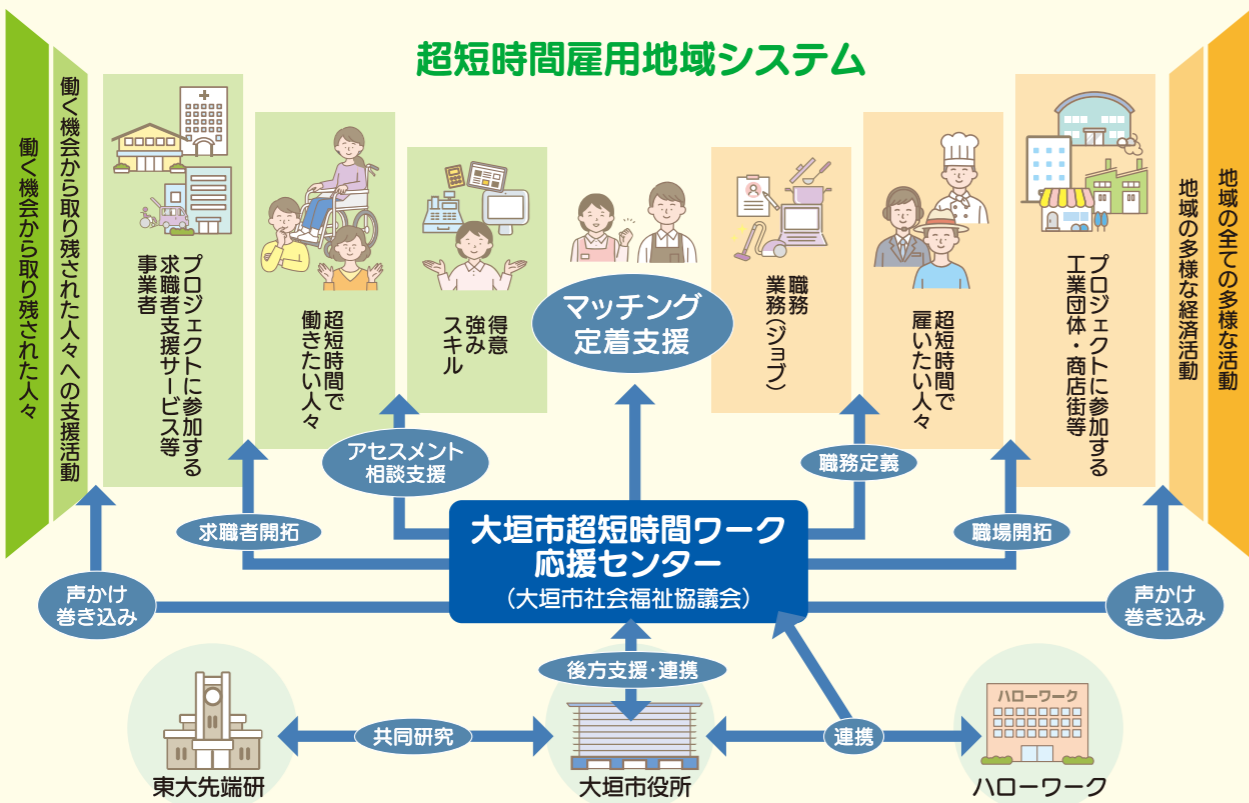 超短時間雇用地域システム
働く機会から取り残された人々
働く機会から取り残された人々への支援活動
プロジェクトに参加する
求職者支援サービス等
事業者
超短時間で
働きたい人々
得意
強み
スキル
マッチング
定着支援
職務
業務(ジョブ)
超短時間で
雇いたい人々
プロジェクトに参加する
工業団体・商店街等
地域の多様な経済活動
地域の全ての多様な活動
アセスメント
相談支援
職務定義
求職者開拓
職場開拓
大垣市超短時間ワーク
応援センター
(大垣市社会福祉協議会)
声かけ
巻き込み
声かけ
巻き込み
後方支援・連携
共同研究
連携
ハローワーク
東大先端研
大垣市役所
ハローワーク